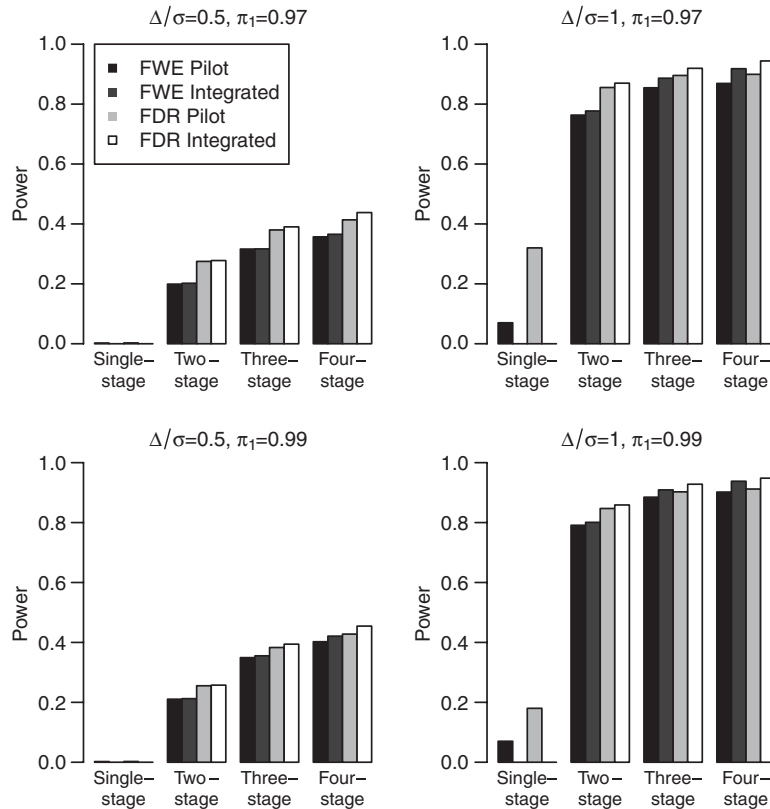 Δ/σ=0.5, π₁=0.97
Δ/σ=1, π₁=0.97
Power
1.0
0.8
0.6
0.4
0.2
0.0
FWE Pilot
FWE Integrated
FDR Pilot
FDR Integrated
Single–
stage
Two–
stage
Three–
stage
Four–
stage
Power
1.0
0.8
0.6
0.4
0.2
0.0
Single–
stage
Two–
stage
Three–
stage
Four–
stage
Δ/σ=0.5, π₁=0.99
Δ/σ=1, π₁=0.99
Power
1.0
0.8
0.6
0.4
0.2
0.0
Single–
stage
Two–
stage
Three–
stage
Four–
stage
Power
1.0
0.8
0.6
0.4
0.2
0.0
Single–
stage
Two–
stage
Three–
stage
Four–
stage